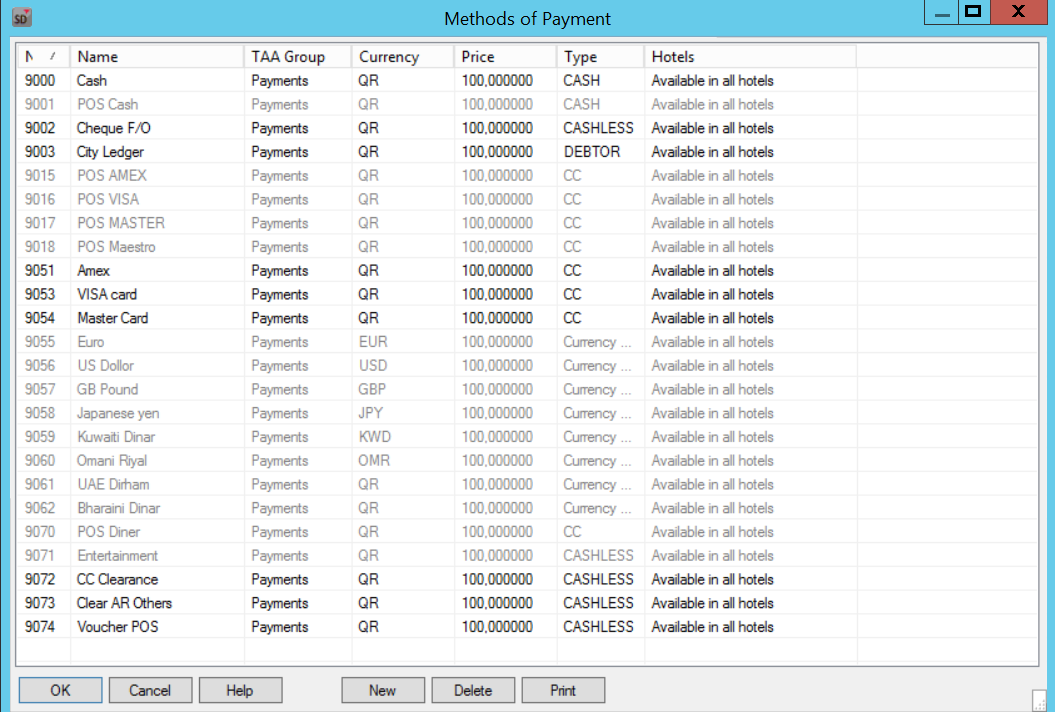 SD
Methods of Payment
N Name TAA Group Currency Price Type Hotels
9000 Cash Payments QR 100,000000 CASH Available in all hotels
9001 POS Cash Payments QR 100,000000 CASH Available in all hotels
9002 Cheque F/O Payments QR 100,000000 CASHLESS Available in all hotels
9003 City Ledger Payments QR 100,000000 DEBTOR Available in all hotels
9015 POS AMEX Payments QR 100,000000 CC Available in all hotels
9016 POS VISA Payments QR 100,000000 CC Available in all hotels
9017 POS MASTER Payments QR 100,000000 CC Available in all hotels
9018 POS Maestro Payments QR 100,000000 CC Available in all hotels
9051 Amex Payments QR 100,000000 CC Available in all hotels
9053 VISA card Payments QR 100,000000 CC Available in all hotels
9054 Master Card Payments QR 100,000000 CC Available in all hotels
9055 Euro Payments EUR 100,000000 Currency ... Available in all hotels
9056 US Dollor Payments USD 100,000000 Currency ... Available in all hotels
9057 GB Pound Payments GBP 100,000000 Currency ... Available in all hotels
9058 Japanese yen Payments JPY 100,000000 Currency ... Available in all hotels
9059 Kuwaiti Dinar Payments KWD 100,000000 Currency ... Available in all hotels
9060 Omani Riyal Payments OMR 100,000000 Currency ... Available in all hotels
9061 UAE Dirham Payments QR 100,000000 Currency ... Available in all hotels
9062 Bharaini Dinar Payments QR 100,000000 Currency ... Available in all hotels
9070 POS Diner Payments QR 100,000000 CC Available in all hotels
9071 Entertainment Payments QR 100,000000 CASHLESS Available in all hotels
9072 CC Clearance Payments QR 100,000000 CASHLESS Available in all hotels
9073 Clear AR Others Payments QR 100,000000 CASHLESS Available in all hotels
9074 Voucher POS Payments QR 100,000000 CASHLESS Available in all hotels
OK Cancel Help New Delete Print